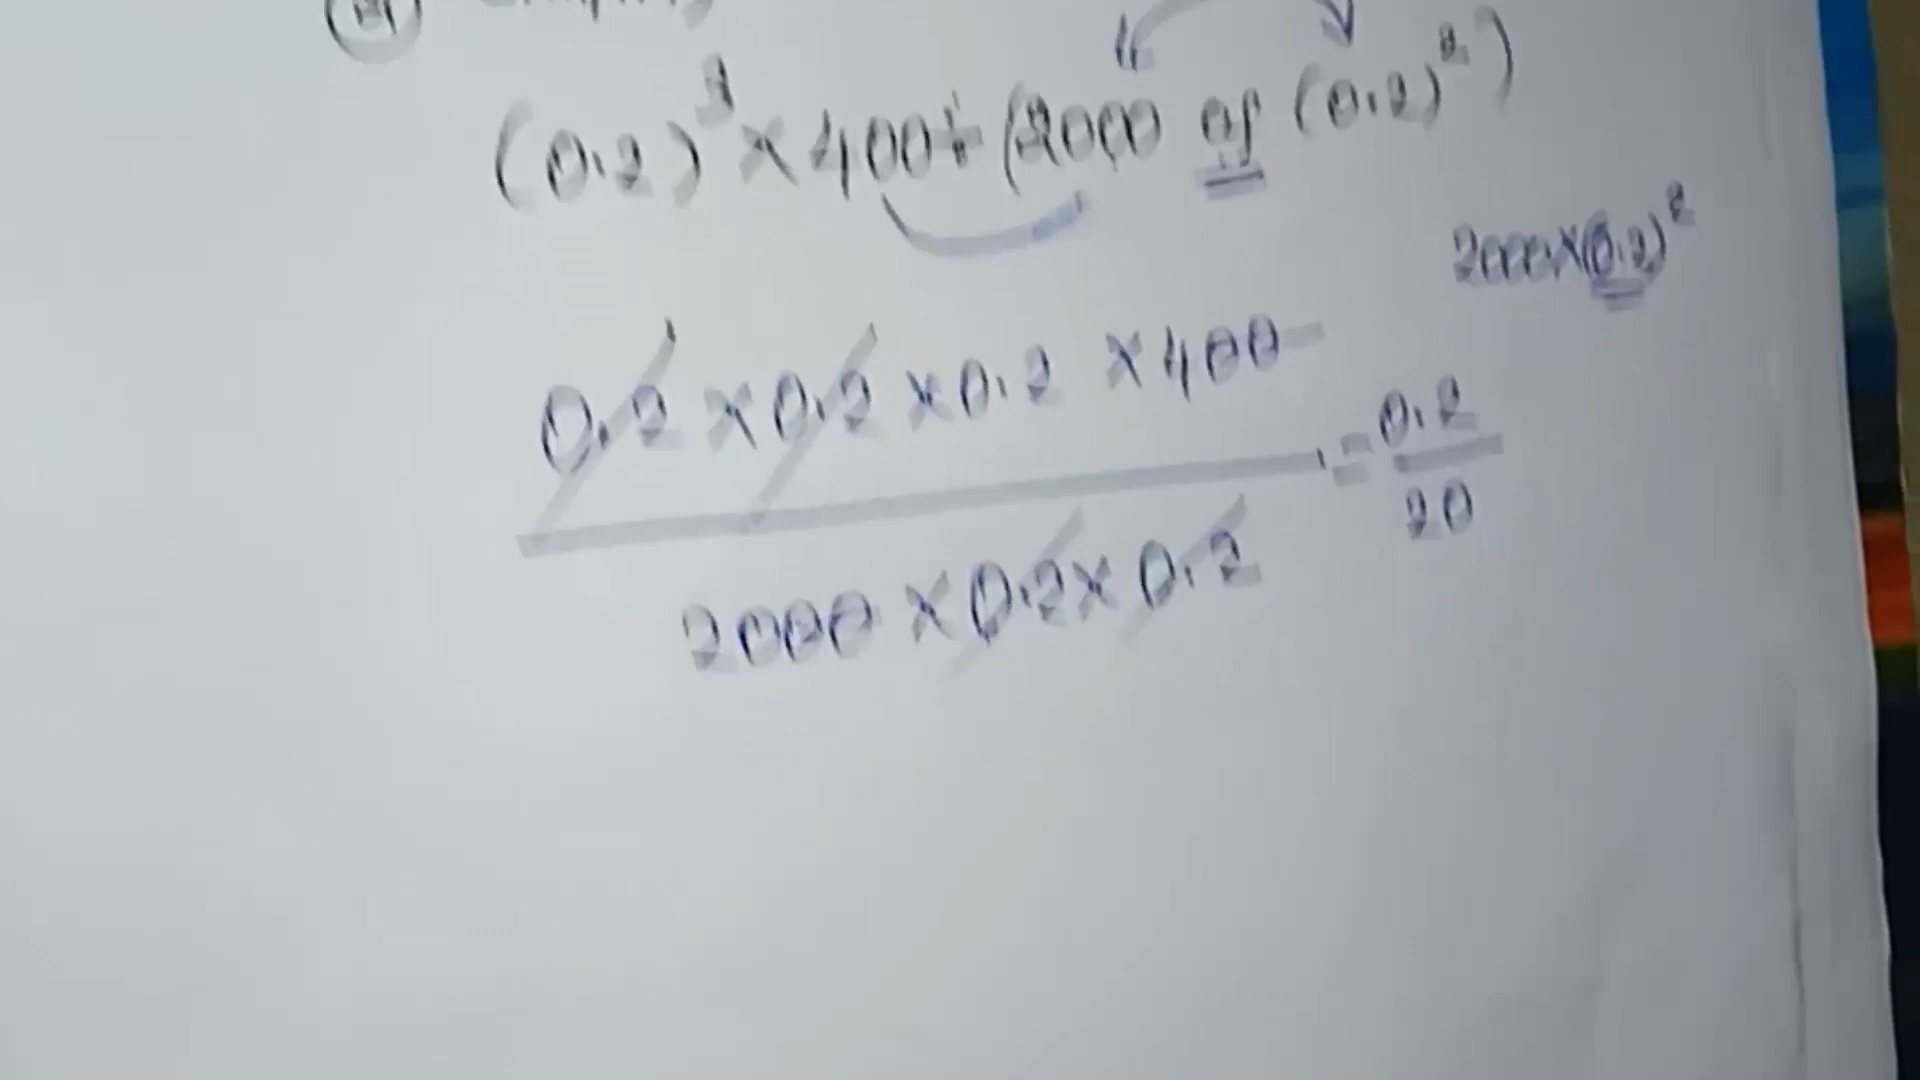 (0.2)³ × 400 ÷ (2000 of (0.2)²)
2000×(0.2)²
0.2 × 0.2 × 0.2 × 400
= 0.2
20
2000 × 0.2 × 0.2